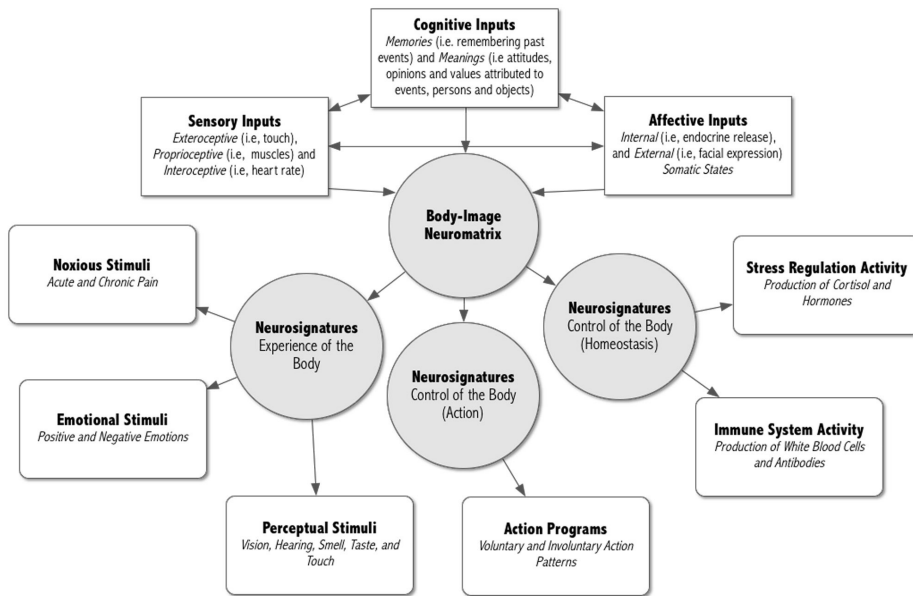 Cognitive Inputs
Memories (i.e. remembering past
events) and Meanings (i.e attitudes,
opinions and values attributed to
events, persons and objects)
Sensory Inputs
Exteroceptive (i.e, touch),
Proprioceptive (i.e, muscles) and
Interoceptive (i.e, heart rate)
Affective Inputs
Internal (i.e, endocrine release),
and External (i.e, facial expression)
Somatic States
Body-Image
Neuromatrix
Noxious Stimuli
Acute and Chronic Pain
Stress Regulation Activity
Production of Cortisol and
Hormones
Neurosignatures
Experience of the
Body
Neurosignatures
Control of the Body
(Action)
Neurosignatures
Control of the Body
(Homeostasis)
Emotional Stimuli
Positive and Negative Emotions
Immune System Activity
Production of White Blood Cells
and Antibodies
Perceptual Stimuli
Vision, Hearing, Smell, Taste, and
Touch
Action Programs
Voluntary and Involuntary Action
Patterns